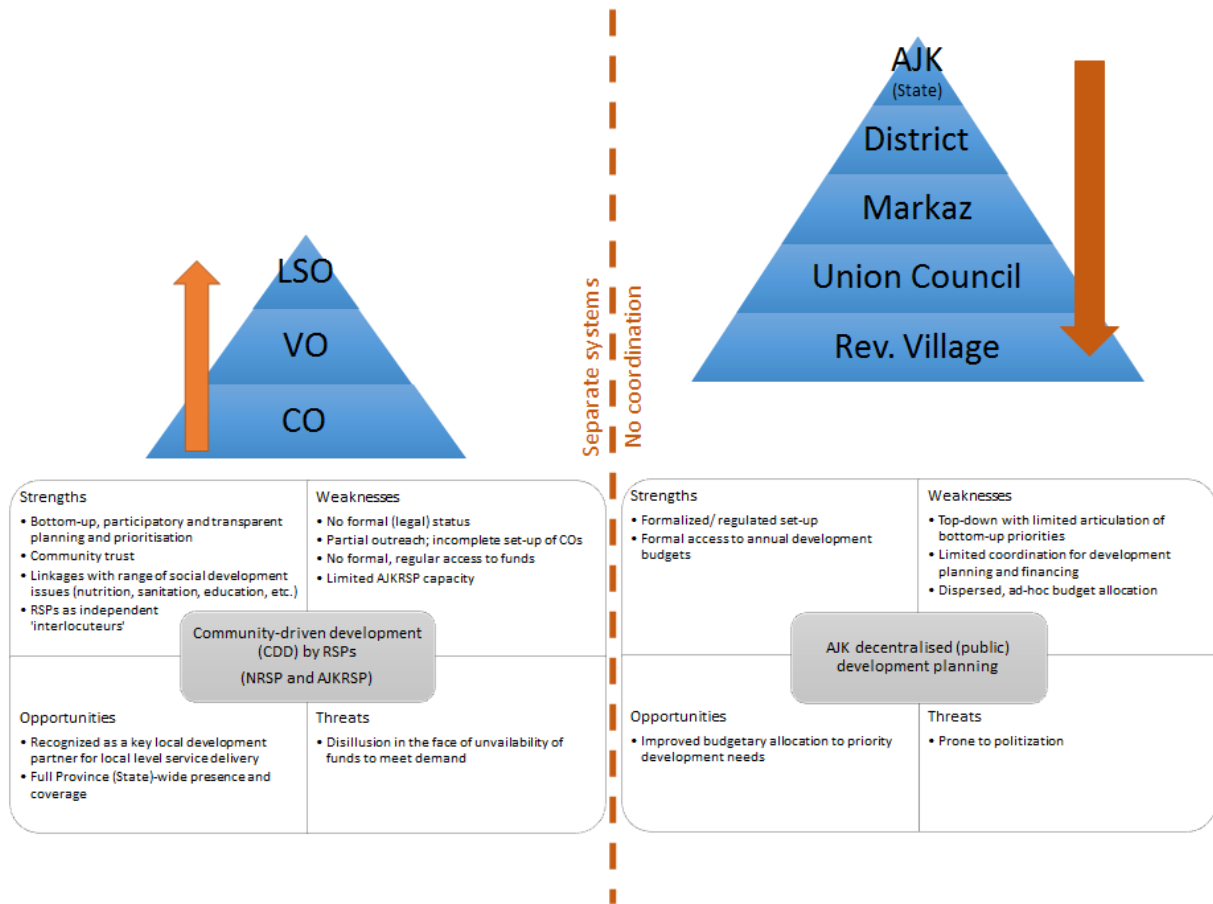 LSO
VO
CO
Separate systems
No coordination
AJK
(State)
District
Markaz
Union Council
Rev. Village
Strengths
• Bottom-up, participatory and transparent
planning and prioritisation
• Community trust
• Linkages with range of social development
issues (nutrition, sanitation, education, etc.)
• RSPs as independent
'interlocuteurs'
Weaknesses
• No formal (legal) status
• Partial outreach; incomplete set-up of COs
• No formal, regular access to funds
• Limited AJKRSP capacity
Community-driven development
(CDD) by RSPs
(NRSP and AJKRSP)
Opportunities
• Recognized as a key local development
partner for local level service delivery
• Full Province (State)-wide presence and
coverage
Threats
• Disillusion in the face of unvailability of
funds to meet demand
Strengths
• Formalized/ regulated set-up
• Formal access to annual development
budgets
Weaknesses
• Top-down with limited articulation of
bottom-up priorities
• Limited coordination for development
planning and financing
• Dispersed, ad-hoc budget allocation
AJK decentralised (public)
development planning
Opportunities
• Improved budgetary allocation to priority
development needs
Threats
• Prone to politization